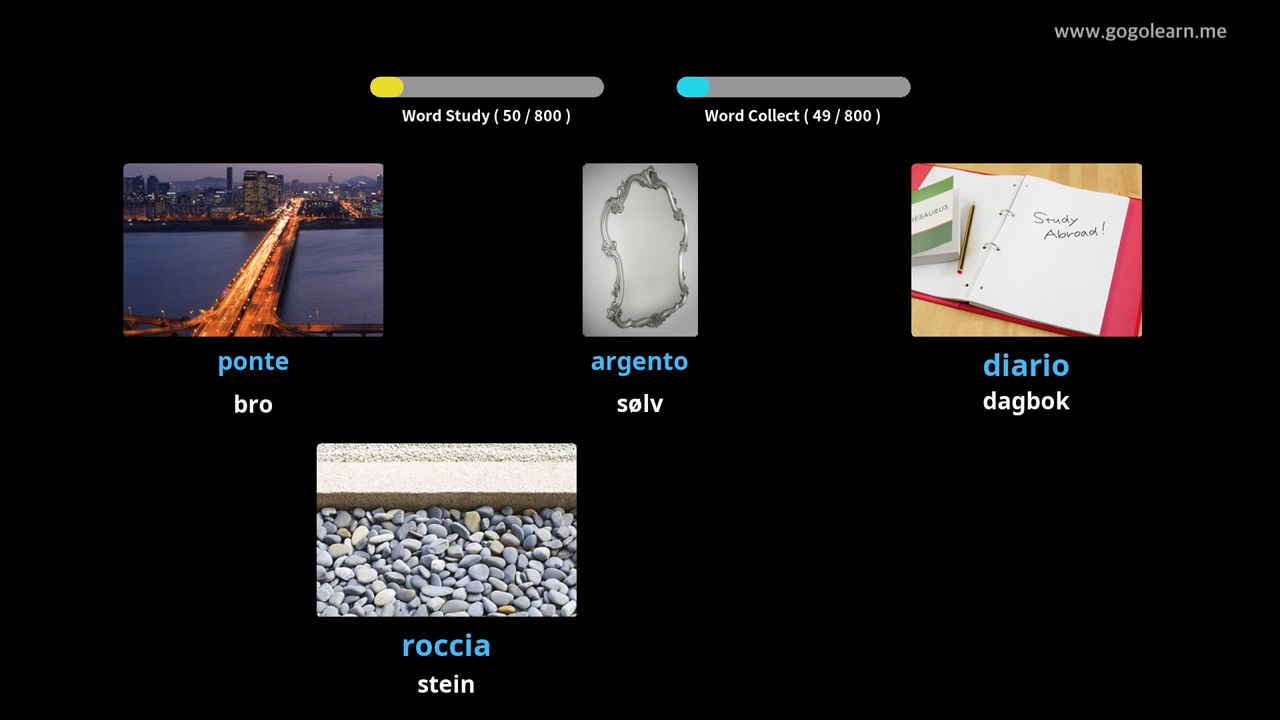 www.gogolearn.me
Word Study ( 50 / 800 )
Word Collect ( 49 / 800 )
HESAURUS
Study
Abroad!
ponte
argento
diario
bro
sølv
dagbok
roccia
stein